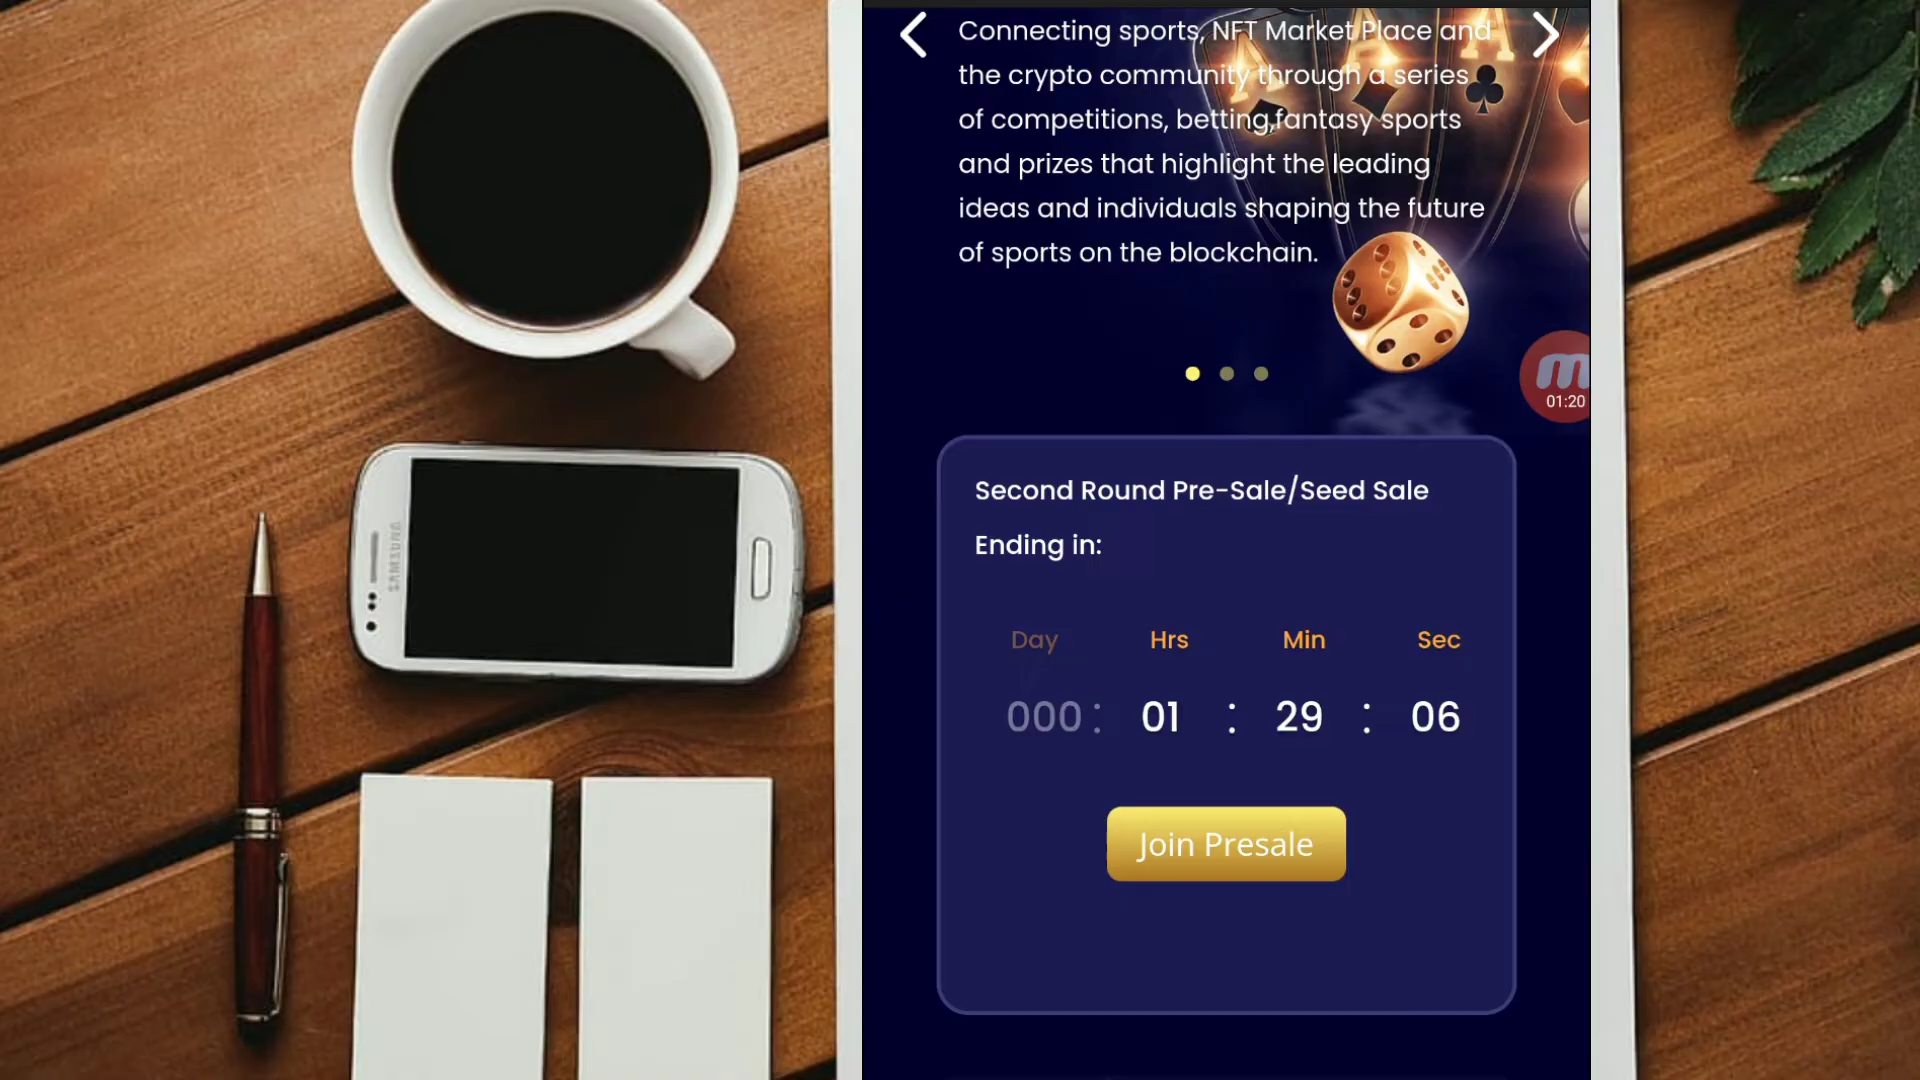 Connecting sports, NFT Market Place and
the crypto community through a series
of competitions, betting,fantasy sports
and prizes that highlight the leading
ideas and individuals shaping the future
of sports on the blockchain.
m
01:20
Second Round Pre-Sale/Seed Sale
Ending in:
Day Hrs Min Sec
000 : 01 : 29 : 06
Join Presale
SAMSUNG